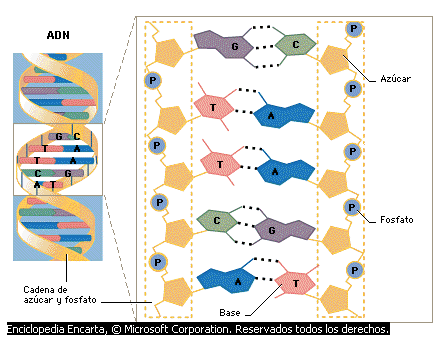 ADN
G C
T A
T A
C G
A T
Cadena de
azúcar y fosfato
P
G C
P
Azúcar
P
T A
P
P
T A
P
P
C G
P
Fosfato
P
A T
P
Base
Enciclopedia Encarta, © Microsoft Corporation. Reservados todos los derechos.